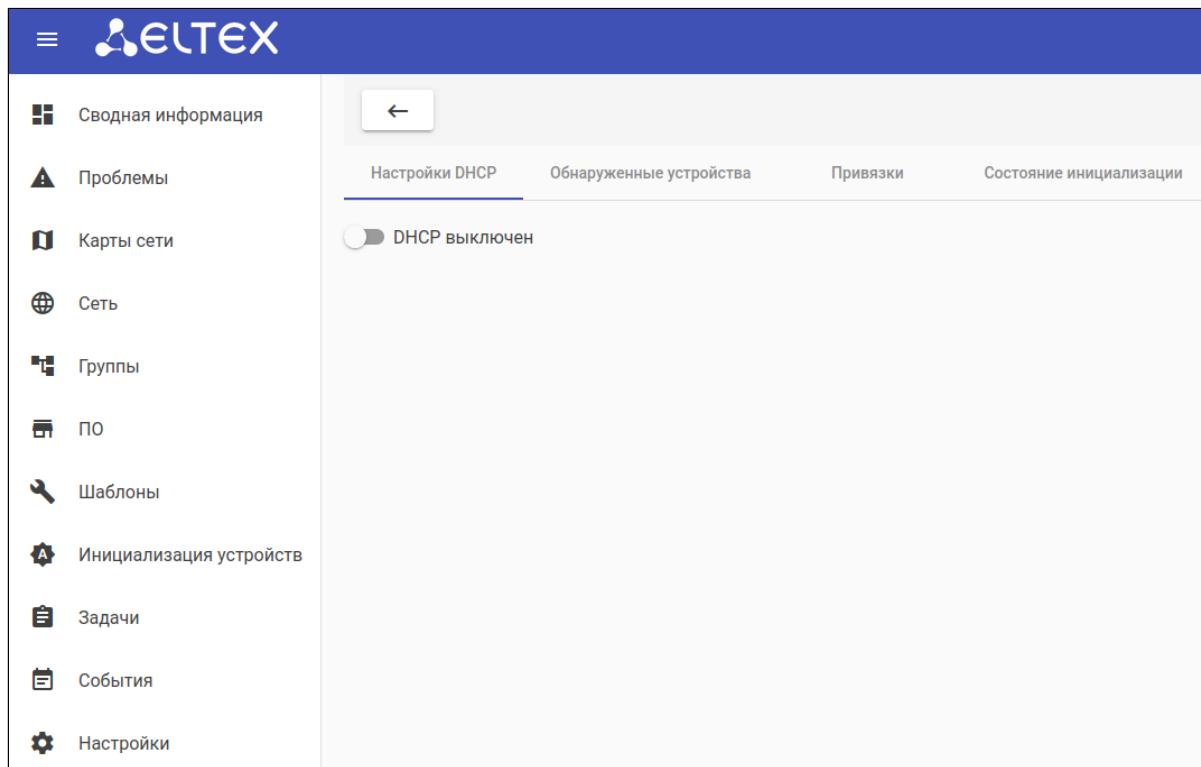 ELTEX
Сводная информация
Проблемы
Карты сети
Сеть
Группы
ПО
Шаблоны
Инициализация устройств
Задачи
События
Настройки
Настройки DHCP
Обнаруженные устройства
Привязки
Состояние инициализации
DHCP выключен